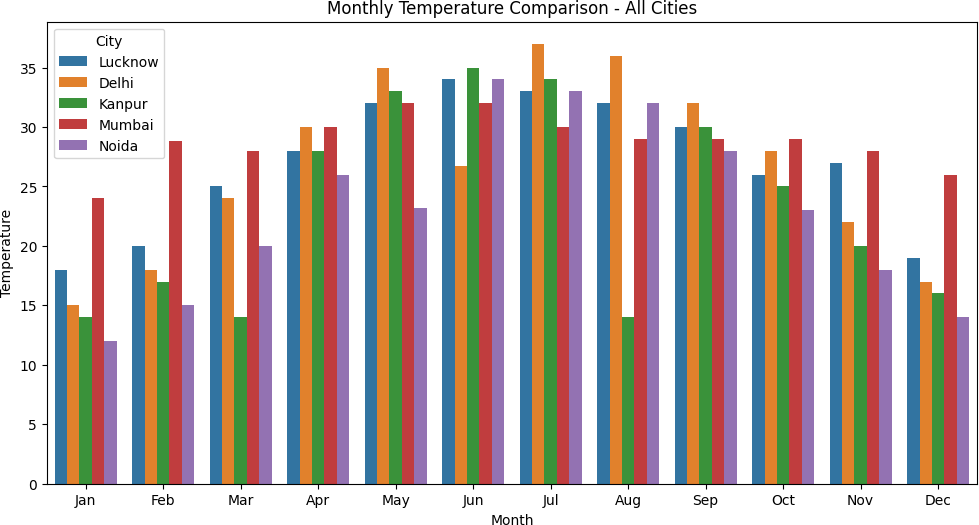 Monthly Temperature Comparison - All Cities
City
Lucknow
Delhi
Kanpur
Mumbai
Noida
Temperature
35
30
25
20
15
10
5
0
Jan Feb Mar Apr May Jun Jul Aug Sep Oct Nov Dec
Month